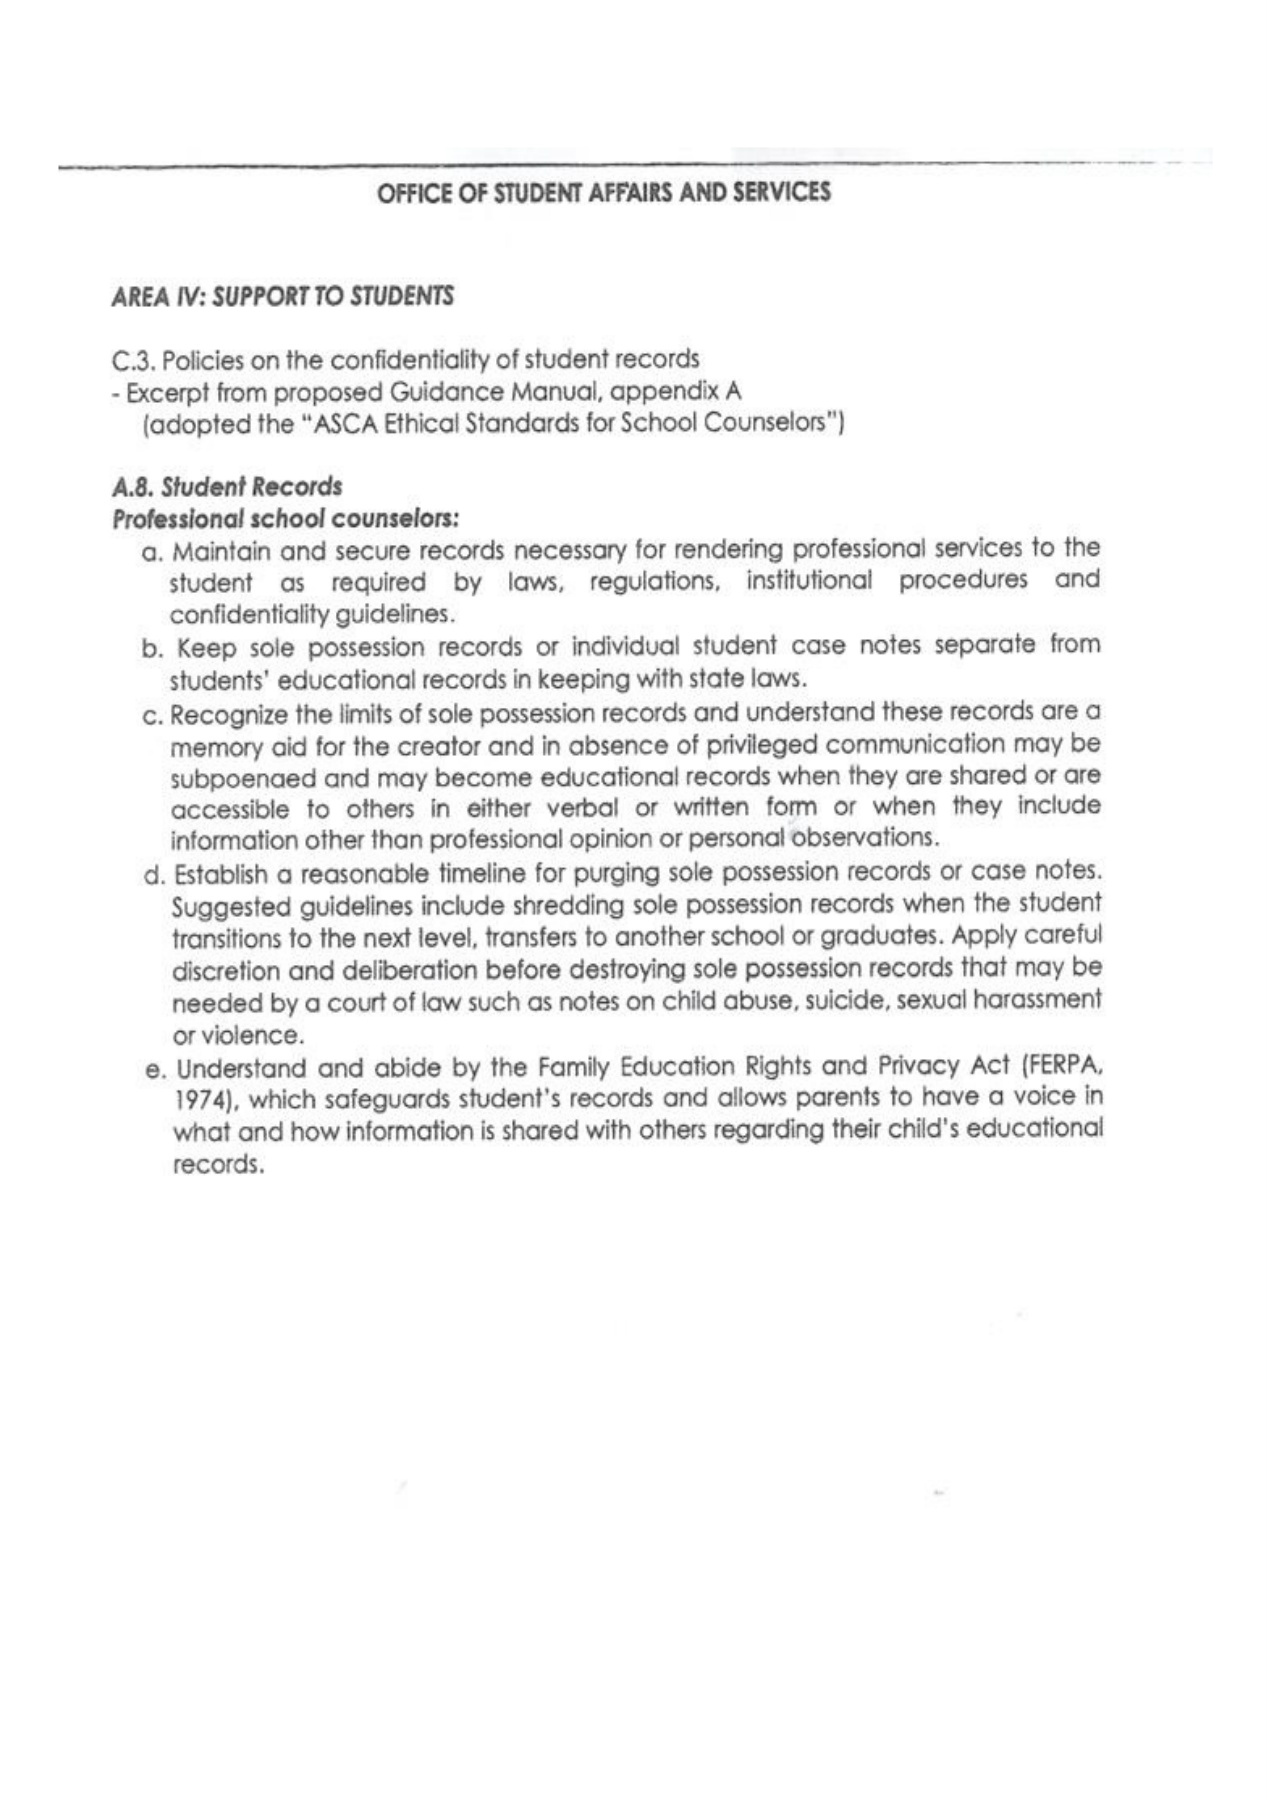 OFFICE OF STUDENT AFFAIRS AND SERVICES
AREA IV: SUPPORT TO STUDENTS
C.3. Policies on the confidentiality of student records
- Excerpt from proposed Guidance Manual, appendix A
(adopted the "ASCA Ethical Standards for School Counselors")
A.8. Student Records
Professional school counselors:
a. Maintain and secure records necessary for rendering professional services to the
student as required by laws, regulations, institutional procedures and
confidentiality guidelines.
b. Keep sole possession records or individual student case notes separate from
students' educational records in keeping with state laws.
c. Recognize the limits of sole possession records and understand these records are a
memory aid for the creator and in absence of privileged communication may be
subpoenaed and may become educational records when they are shared or are
accessible to others in either verbal or written form or when they include
information other than professional opinion or personal observations.
d. Establish a reasonable timeline for purging sole possession records or case notes.
Suggested guidelines include shredding sole possession records when the student
transitions to the next level, transfers to another school or graduates. Apply careful
discretion and deliberation before destroying sole possession records that may be
needed by a court of law such as notes on child abuse, suicide, sexual harassment
or violence.
e. Understand and abide by the Family Education Rights and Privacy Act (FERPA,
1974), which safeguards student's records and allows parents to have a voice in
what and how information is shared with others regarding their child's educational
records.